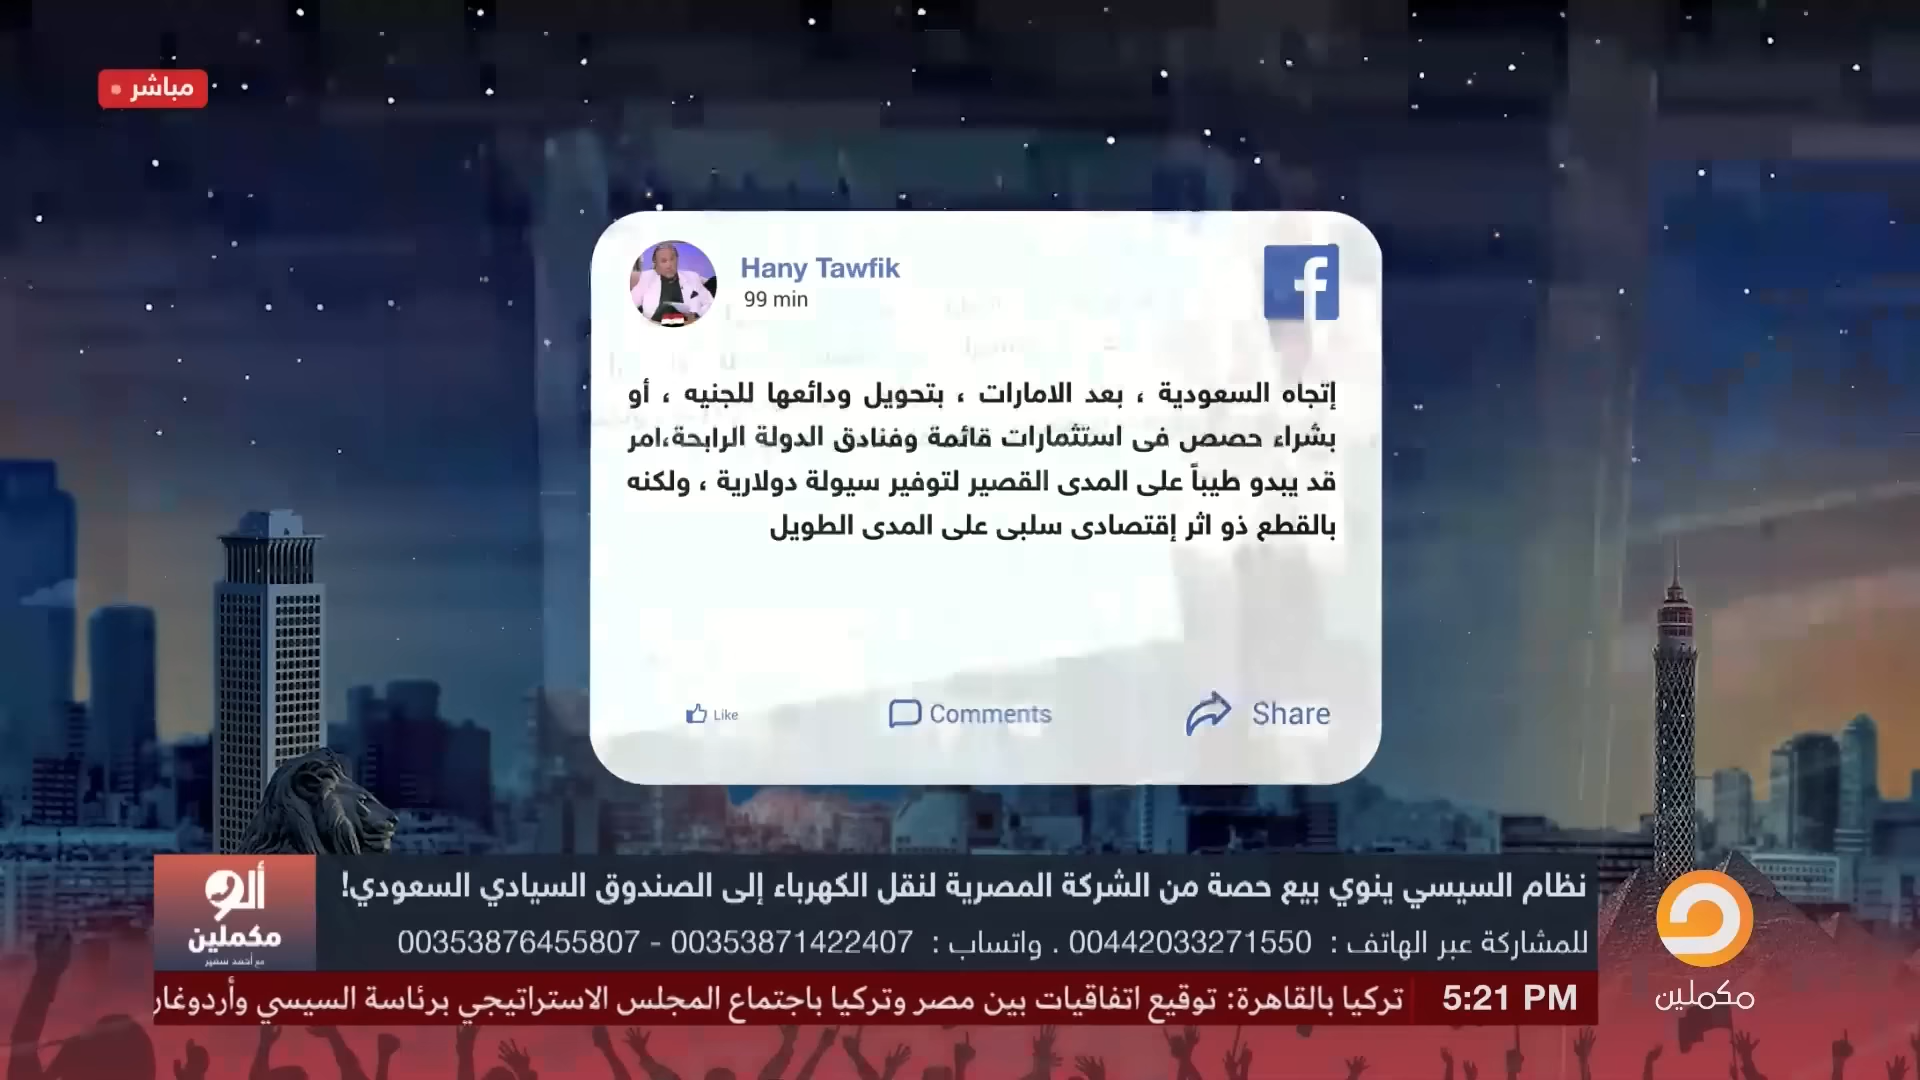 مباشر
Hany Tawfik
99 min
إتجاه السعودية ، بعد الامارات ، بتحويل ودائعها للجنيه ، أو
بشراء حصص فى استثمارات قائمة وفنادق الدولة الرابحة،امر
قد يبدو طيباً على المدى القصير لتوفير سيولة دولارية ، ولكنه
بالقطع ذو اثر إقتصادى سلبى على المدى الطويل
Like
Comments
Share
نظام السيسي ينوي بيع حصة من الشركة المصرية لنقل الكهرباء إلى الصندوق السيادي السعودي!
ألو
مكملين
مع أحمد سمير
للمشاركة عبر الهاتف : 00442033271550 . واتساب : 00353871422407 - 00353876455807
5:21 PM
تركيا بالقاهرة: توقيع اتفاقيات بين مصر وتركيا باجتماع المجلس الاستراتيجي برئاسة السيسي وأردوغان
مكملين